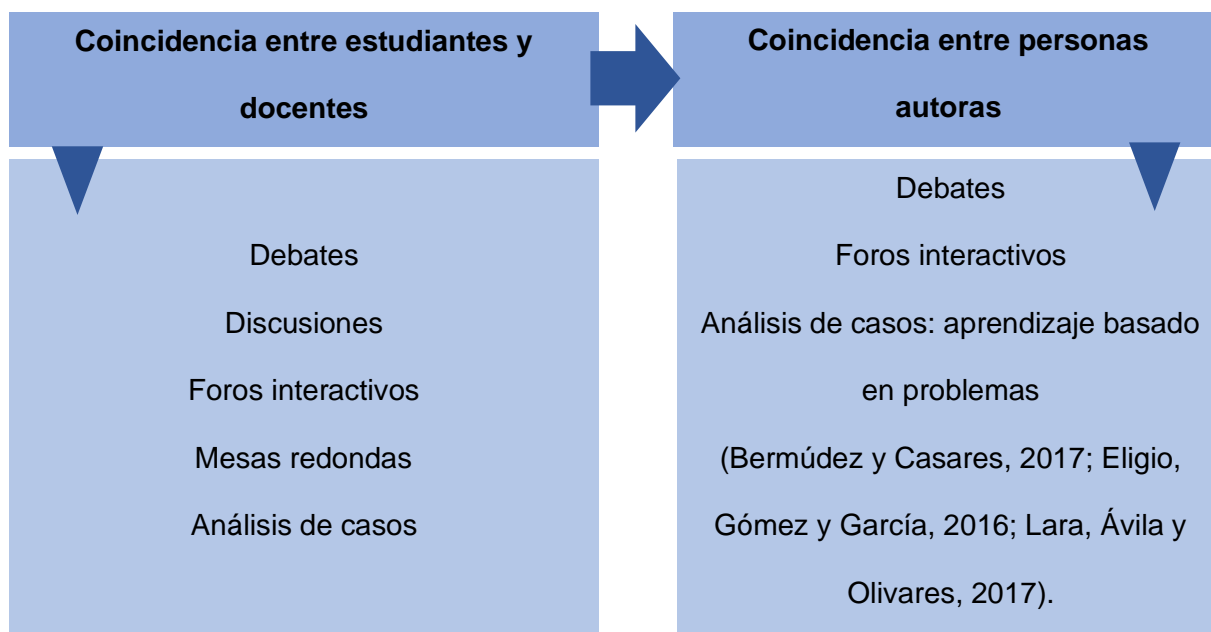 Coincidencia entre estudiantes y
docentes
Debates
Discusiones
Foros interactivos
Mesas redondas
Análisis de casos
Coincidencia entre personas
autoras
Debates
Foros interactivos
Análisis de casos: aprendizaje basado
en problemas
(Bermúdez y Casares, 2017; Eligio,
Gómez y García, 2016; Lara, Ávila y
Olivares, 2017).